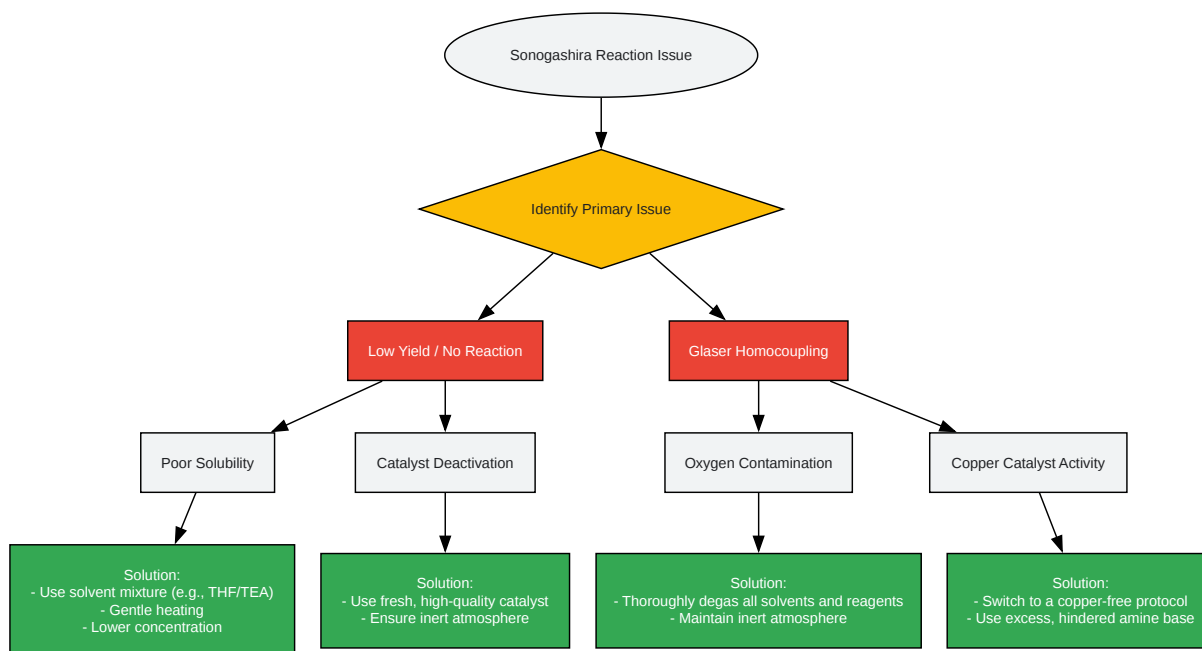 Sonogashira Reaction Issue
Identify Primary Issue
Low Yield / No Reaction
Glaser Homocoupling
Poor Solubility
Catalyst Deactivation
Oxygen Contamination
Copper Catalyst Activity
Solution:
- Use solvent mixture (e.g., THF/TEA)
- Gentle heating
- Lower concentration
Solution:
- Use fresh, high-quality catalyst
- Ensure inert atmosphere
Solution:
- Thoroughly degas all solvents and reagents
- Maintain inert atmosphere
Solution:
- Switch to a copper-free protocol
- Use excess, hindered amine base